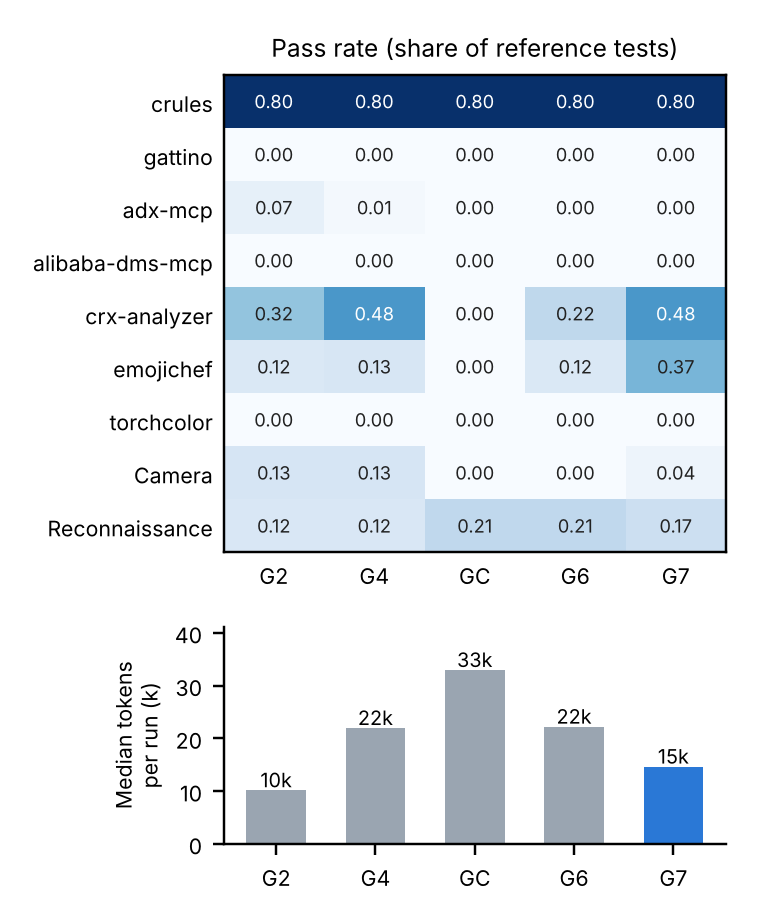 Pass rate (share of reference tests)
crules 0.80 0.80 0.80 0.80 0.80
gattino 0.00 0.00 0.00 0.00 0.00
adx-mcp 0.07 0.01 0.00 0.00 0.00
alibaba-dms-mcp 0.00 0.00 0.00 0.00 0.00
crx-analyzer 0.32 0.48 0.00 0.22 0.48
emojichef 0.12 0.13 0.00 0.12 0.37
torchcolor 0.00 0.00 0.00 0.00 0.00
Camera 0.13 0.13 0.00 0.00 0.04
Reconnaissance 0.12 0.12 0.21 0.21 0.17
G2 G4 GC G6 G7
Median tokens
per run (k)
40
30
20
10
0
10k 22k 33k 22k 15k
G2 G4 GC G6 G7